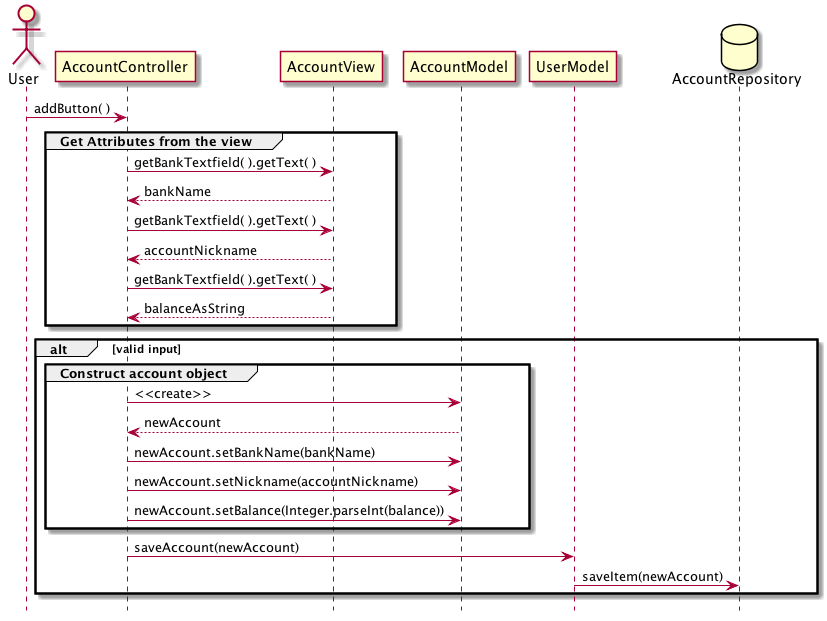 User
AccountController
AccountView
AccountModel
UserModel
AccountRepository
addButton( )
Get Attributes from the view
getBankTextfield( ).getText( )
bankName
getBankTextfield( ).getText( )
accountNickname
getBankTextfield( ).getText( )
balanceAsString
alt [valid input]
Construct account object
<<create>>
newAccount
newAccount.setBankName(bankName)
newAccount.setNickname(accountNickname)
newAccount.setBalance(Integer.parseInt(balance))
saveAccount(newAccount)
saveItem(newAccount)